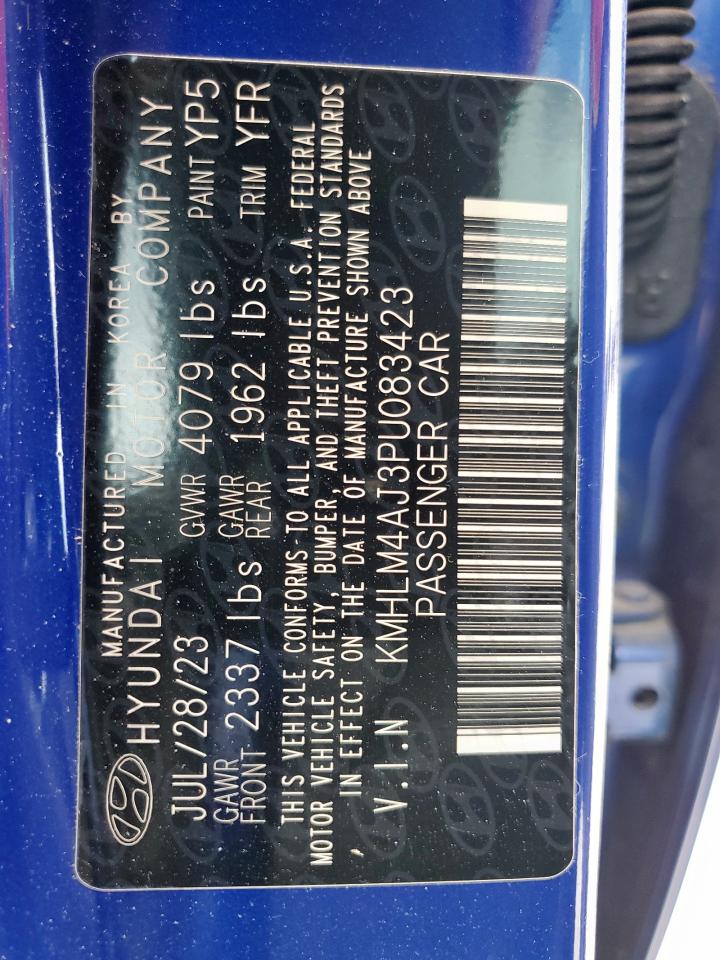 MANUFACTURED IN KOREA BY
HYUNDAI MOTOR COMPANY
JUL/28/23 GVWR 4079 lbs PAINT YP5
GAWR FRONT 2337 lbs GAWR REAR 1962 lbs TRIM YFR
THIS VEHICLE CONFORMS TO ALL APPLICABLE U.S.A. FEDERAL
MOTOR VEHICLE SAFETY, BUMPER, AND THEFT PREVENTION STANDARDS
IN EFFECT ON THE DATE OF MANUFACTURE SHOWN ABOVE
V.I.N KMHLM4AJ3PU083423
PASSENGER CAR